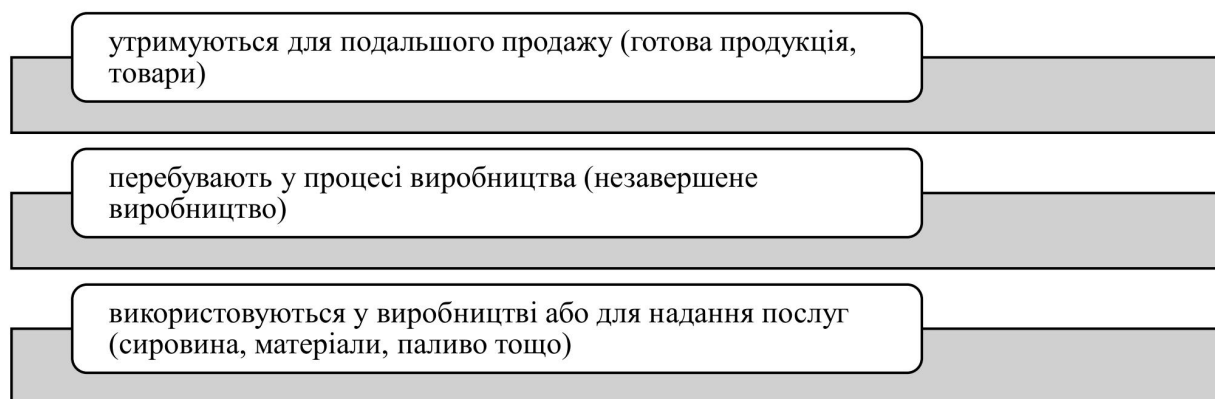 утримуються для подальшого продажу (готова продукція,
товари)
перебувають у процесі виробництва (незавершене
виробництво)
використовуються у виробництві або для надання послуг
(сировина, матеріали, паливо тощо)